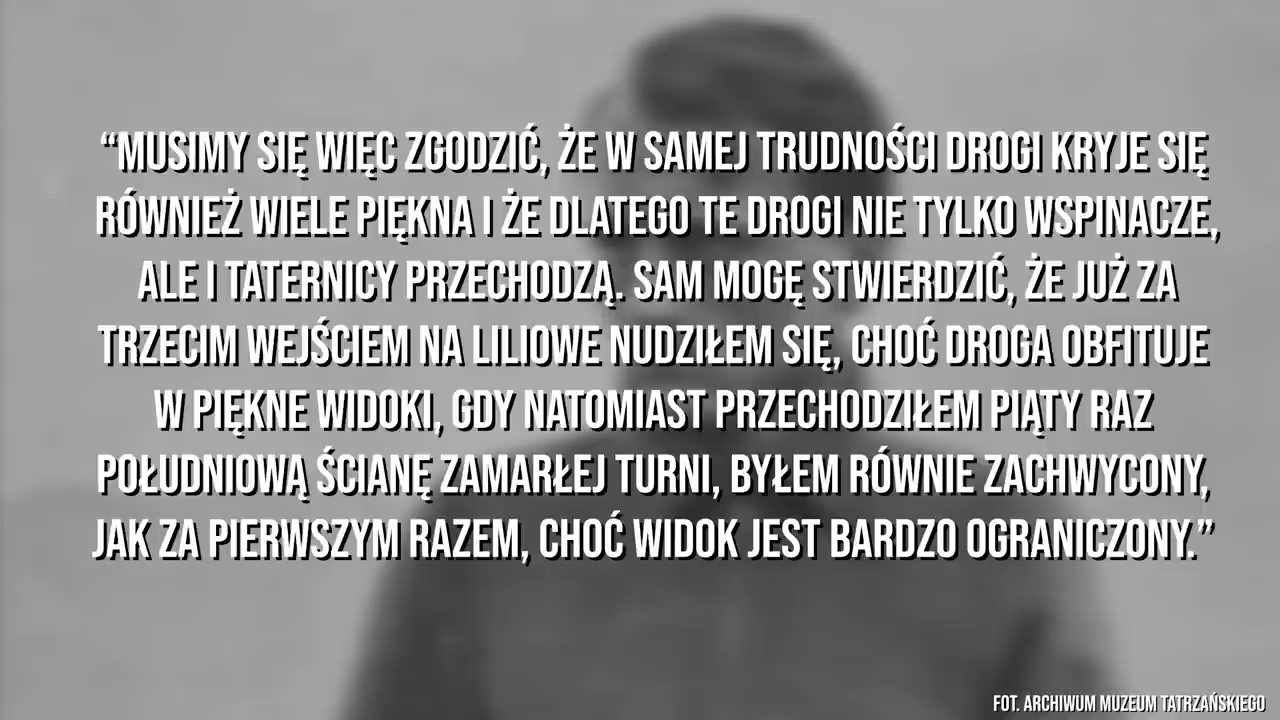 “MUSIMY SIĘ WIĘC ZGODZIĆ, ŻE W SAMEJ TRUDNOŚCI DROGI KRYJE SIĘ
RÓWNIEŻ WIELE PIĘKNA I ŻE DLATEGO TE DROGI NIE TYLKO WSPINACZE,
ALE I TATERNICY PRZECHODZĄ. SAM MOGĘ STWIERDZIĆ, ŻE JUŻ ZA
TRZECIM WEJŚCIEM NA LILIOWE NUDZIŁEM SIĘ, CHOĆ DROGA OBFITUJE
W PIĘKNE WIDOKI, GDY NATOMIAST PRZECHODZIŁEM PIĄTY RAZ
POŁUDNIOWĄ ŚCIANĘ ZAMARŁEJ TURNI, BYŁEM RÓWNIE ZACHWYCONY,
JAK ZA PIERWSZYM RAZEM, CHOĆ WIDOK JEST BARDZO OGRANICZONY.”
FOT. ARCHIWUM MUZEUM TATRZAŃSKIEGO